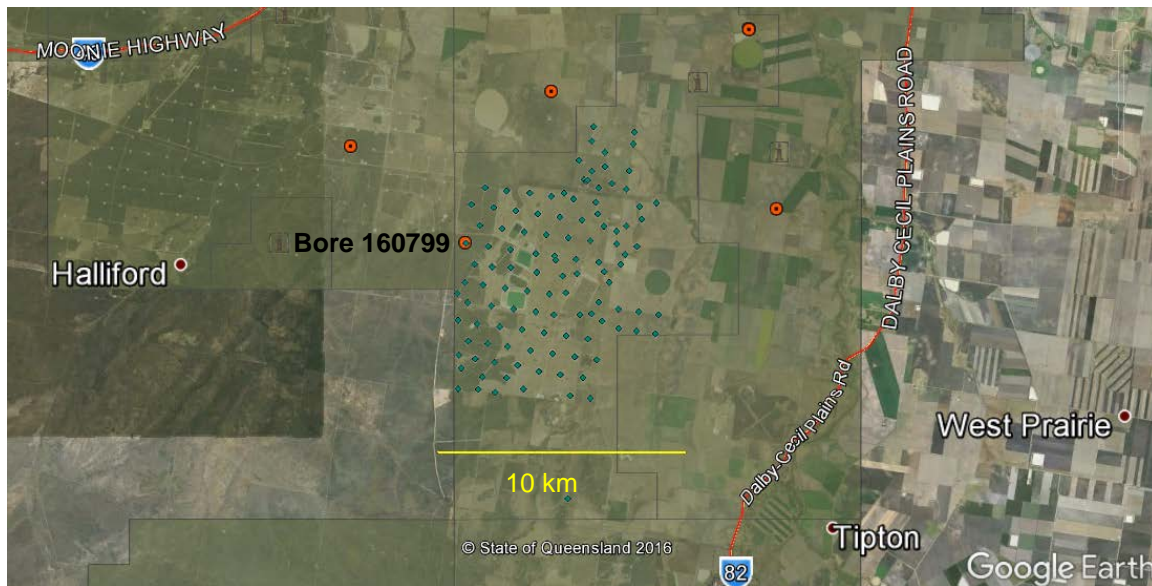 MOONIE HIGHWAY
DALBY-CECIL PLAINS ROAD
Bore 160799
Halliford
West Prairie
10 km
Dalby-Cecil Plains Rd
Tipton
© State of Queensland 2016
82
Google Earth